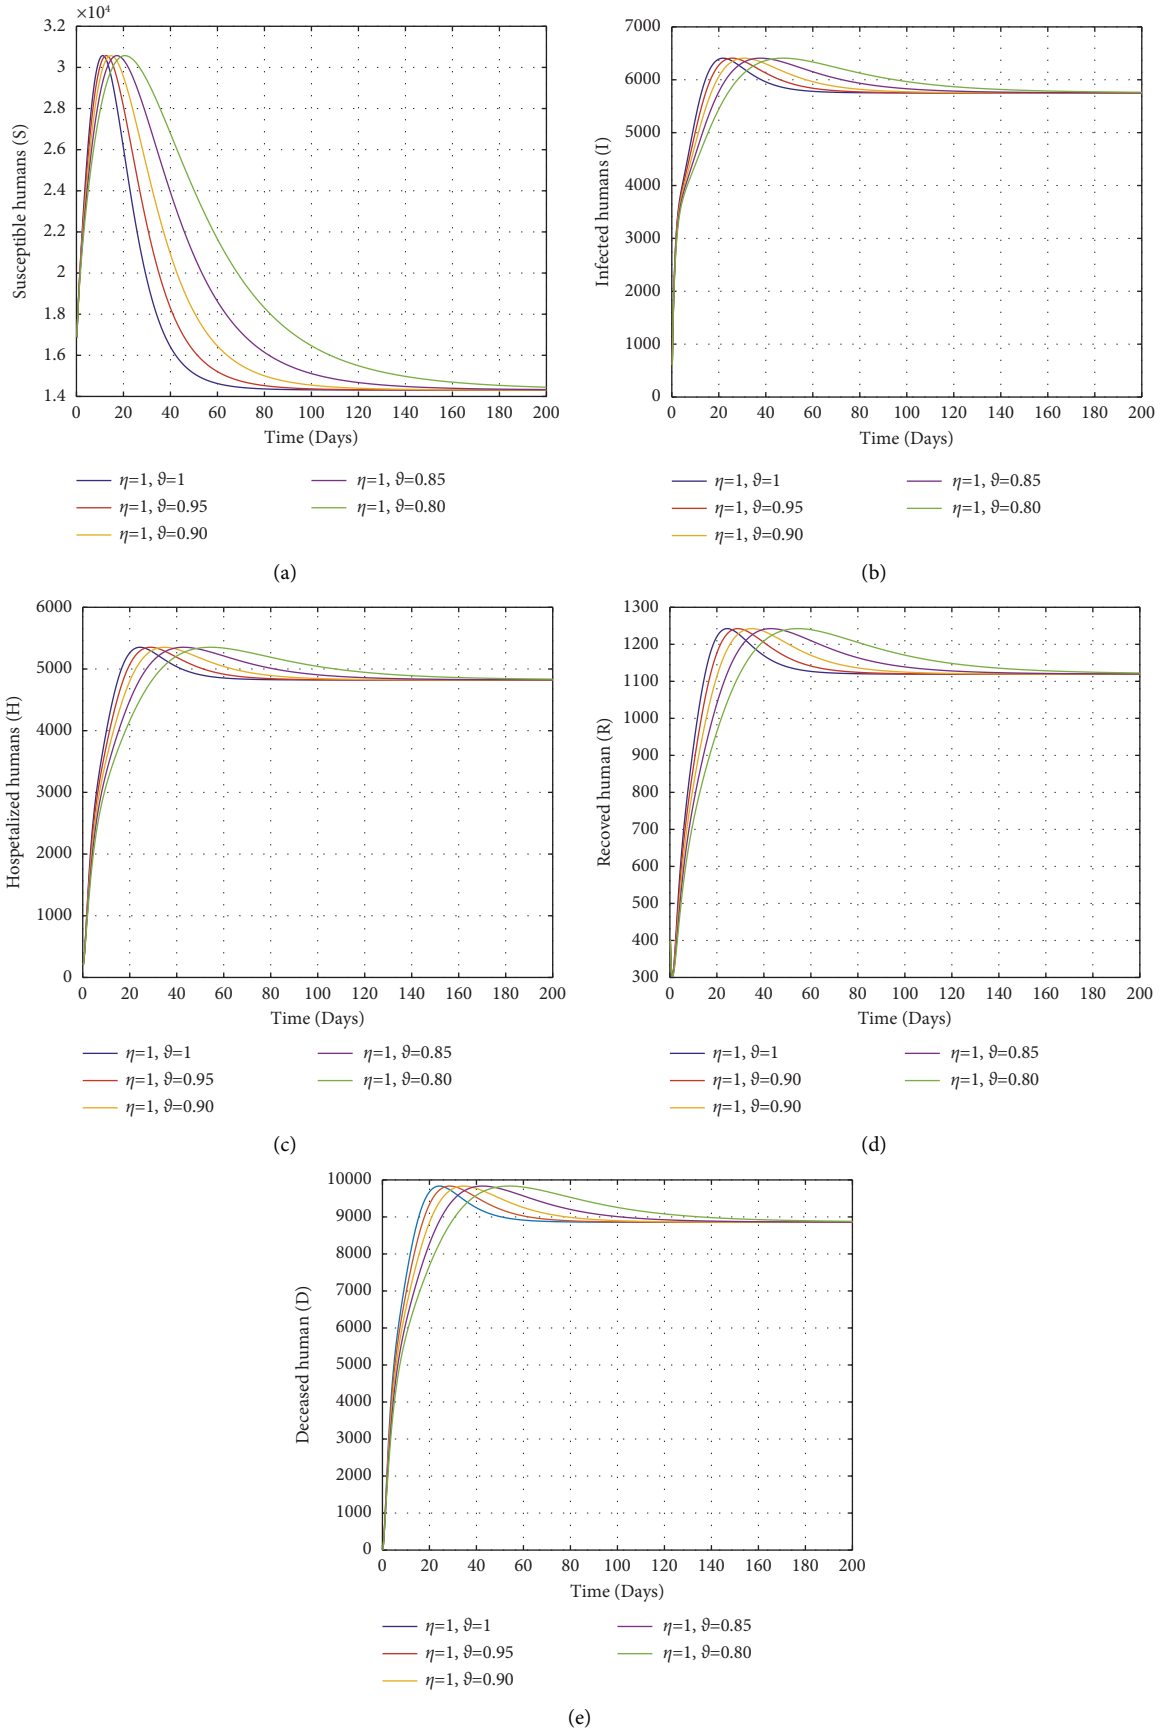 ×10⁴
3.2
3
2.8
2.6
2.4
2.2
2
1.8
1.6
1.4
Susceptible humans (S)
0 20 40 60 80 100 120 140 160 180 200
Time (Days)
η=1, ϑ=1
η=1, ϑ=0.95
η=1, ϑ=0.90
η=1, ϑ=0.85
η=1, ϑ=0.80
(a)
7000
6000
5000
4000
3000
2000
1000
0
Infected humans (I)
0 20 40 60 80 100 120 140 160 180 200
Time (Days)
η=1, ϑ=1
η=1, ϑ=0.95
η=1, ϑ=0.90
η=1, ϑ=0.85
η=1, ϑ=0.80
(b)
6000
5000
4000
3000
2000
1000
0
Hospetalized humans (H)
0 20 40 60 80 100 120 140 160 180 200
Time (Days)
η=1, ϑ=1
η=1, ϑ=0.95
η=1, ϑ=0.90
η=1, ϑ=0.85
η=1, ϑ=0.80
(c)
1300
1200
1100
1000
900
800
700
600
500
400
300
Recoved human (R)
0 20 40 60 80 100 120 140 160 180 200
Time (Days)
η=1, ϑ=1
η=1, ϑ=0.90
η=1, ϑ=0.90
η=1, ϑ=0.85
η=1, ϑ=0.80
(d)
10000
9000
8000
7000
6000
5000
4000
3000
2000
1000
0
Deceased human (D)
0 20 40 60 80 100 120 140 160 180 200
Time (Days)
η=1, ϑ=1
η=1, ϑ=0.95
η=1, ϑ=0.90
η=1, ϑ=0.85
η=1, ϑ=0.80
(e)